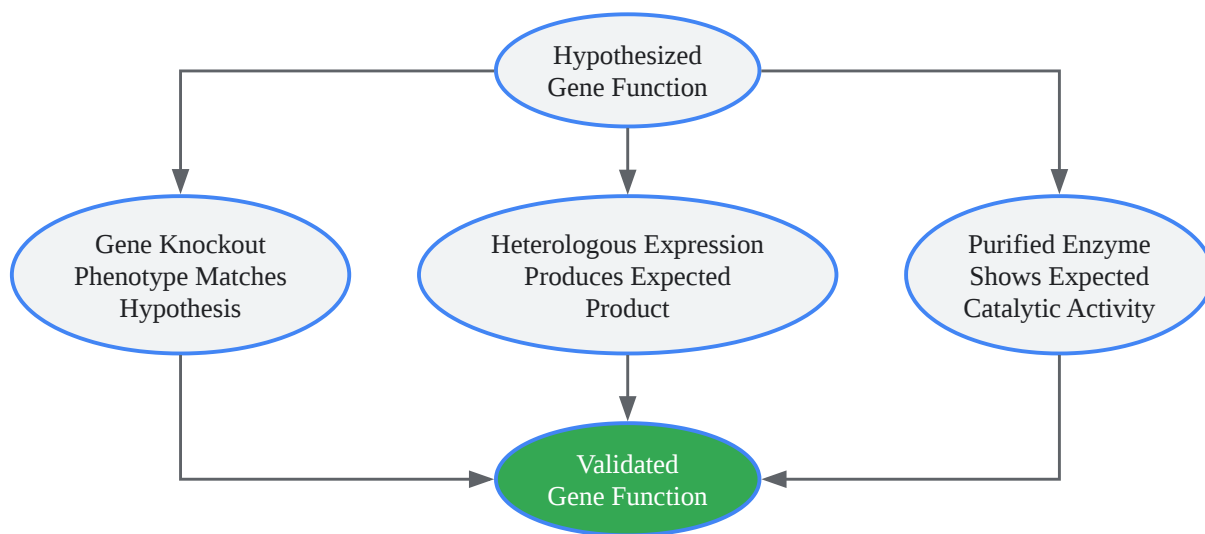 Hypothesized
Gene Function
Gene Knockout
Phenotype Matches
Hypothesis
Heterologous Expression
Produces Expected
Product
Purified Enzyme
Shows Expected
Catalytic Activity
Validated
Gene Function